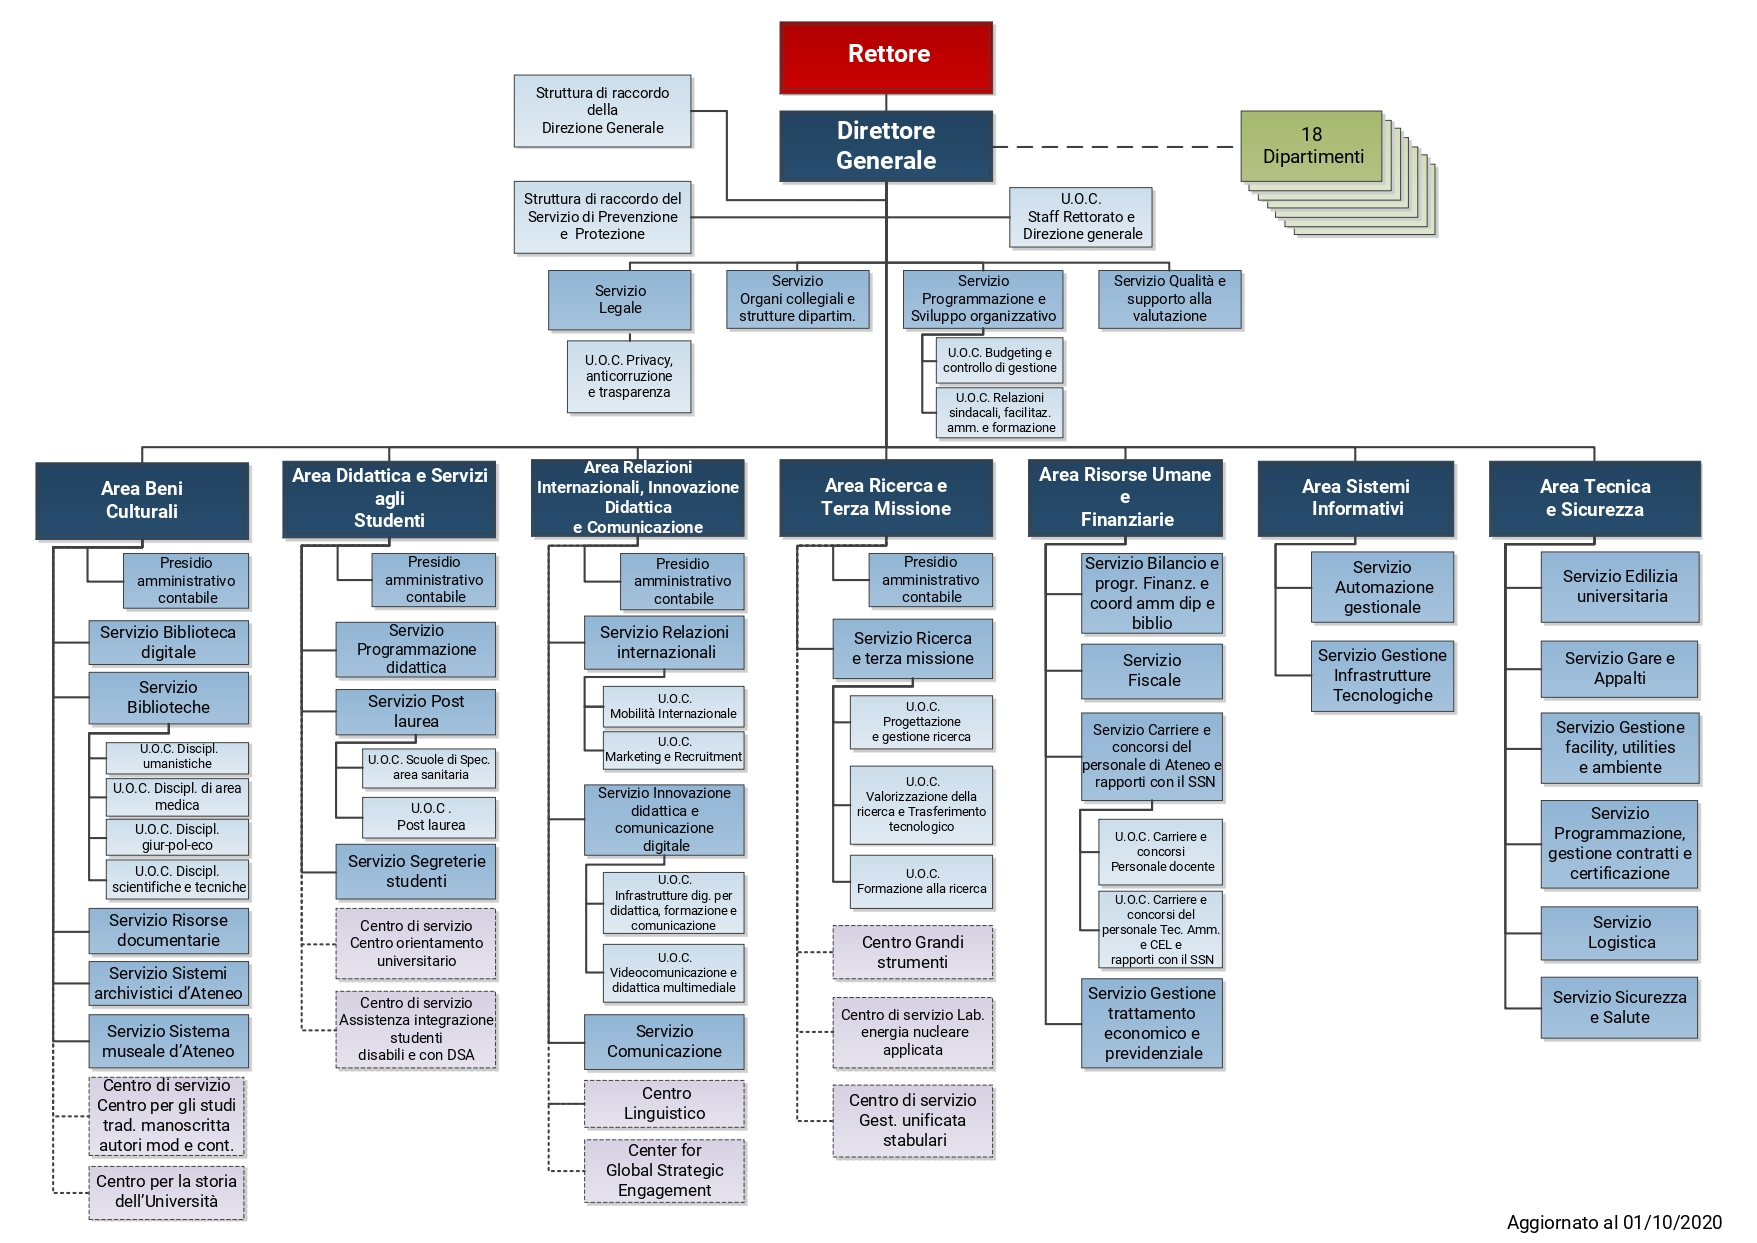 Rettore
Struttura di raccordo
della
Direzione Generale
Direttore
Generale
18
Dipartimenti
Struttura di raccordo del
Servizio di Prevenzione
e Protezione
U.O.C.
Staff Rettorato e
Direzione generale
Servizio
Legale
Servizio
Organi collegiali e
strutture dipartim.
Servizio
Programmazione e
Sviluppo organizzativo
Servizio Qualità e
supporto alla
valutazione
U.O.C. Privacy,
anticorruzione
e trasparenza
U.O.C. Budgeting e
controllo di gestione
U.O.C. Relazioni
sindacali, facilitaz.
amm. e formazione
Area Beni
Culturali
Presidio
amministrativo
contabile
Servizio Biblioteca
digitale
Servizio
Biblioteche
U.O.C. Discipl.
umanistiche
U.O.C. Discipl. di area
medica
U.O.C. Discipl.
giur-pol-eco
U.O.C. Discipl.
scientifiche e tecniche
Servizio Risorse
documentarie
Servizio Sistemi
archivistici d’Ateneo
Servizio Sistema
museale d’Ateneo
Centro di servizio
Centro per gli studi
trad. manoscritta
autori mod e cont.
Centro per la storia
dell’Università
Area Didattica e Servizi
agli
Studenti
Presidio
amministrativo
contabile
Servizio
Programmazione
didattica
Servizio Post
laurea
U.O.C. Scuole di Spec.
area sanitaria
U.O.C .
Post laurea
Servizio Segreterie
studenti
Centro di servizio
Centro orientamento
universitario
Centro di servizio
Assistenza integrazione
studenti
disabili e con DSA
Area Relazioni
Internazionali, Innovazione
Didattica
e Comunicazione
Presidio
amministrativo
contabile
Servizio Relazioni
internazionali
U.O.C.
Mobilità Internazionale
U.O.C.
Marketing e Recruitment
Servizio Innovazione
didattica e
comunicazione
digitale
U.O.C.
Infrastrutture dig. per
didattica, formazione e
comunicazione
U.O.C.
Videocomunicazione e
didattica multimediale
Servizio
Comunicazione
Centro
Linguistico
Center for
Global Strategic
Engagement
Area Ricerca e
Terza Missione
Presidio
amministrativo
contabile
Servizio Ricerca
e terza missione
U.O.C.
Progettazione
e gestione ricerca
U.O.C.
Valorizzazione della
ricerca e Trasferimento
tecnologico
U.O.C.
Formazione alla ricerca
Centro Grandi
strumenti
Centro di servizio Lab.
energia nucleare
applicata
Centro di servizio
Gest. unificata
stabulari
Area Risorse Umane
e
Finanziarie
Servizio Bilancio e
progr. Finanz. e
coord amm dip e
biblio
Servizio
Fiscale
Servizio Carriere e
concorsi del
personale di Ateneo e
rapporti con il SSN
U.O.C. Carriere e
concorsi
Personale docente
U.O.C. Carriere e
concorsi del
personale Tec. Amm.
e CEL e
rapporti con il SSN
Servizio Gestione
trattamento
economico e
previdenziale
Area Sistemi
Informativi
Servizio
Automazione
gestionale
Servizio Gestione
Infrastrutture
Tecnologiche
Area Tecnica
e Sicurezza
Servizio Edilizia
universitaria
Servizio Gare e
Appalti
Servizio Gestione
facility, utilities
e ambiente
Servizio
Programmazione,
gestione contratti e
certificazione
Servizio
Logistica
Servizio Sicurezza
e Salute
Aggiornato al 01/10/2020